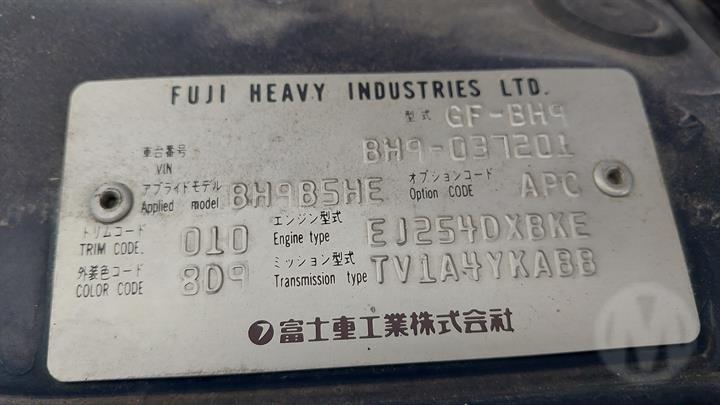 FUJI HEAVY INDUSTRIES LTD.
型式 GF-BH9
車台番号 VIN BH9-037201
アプライドモデル Applied model BH9B5HE オプションコード Option CODE APC
トリムコード TRIM CODE. 010 エンジン型式 Engine type EJ254DXBKE
外装色コード COLOR CODE 8D9 ミッション型式 Transmission type TV1A4YKABB
富士重工業株式会社